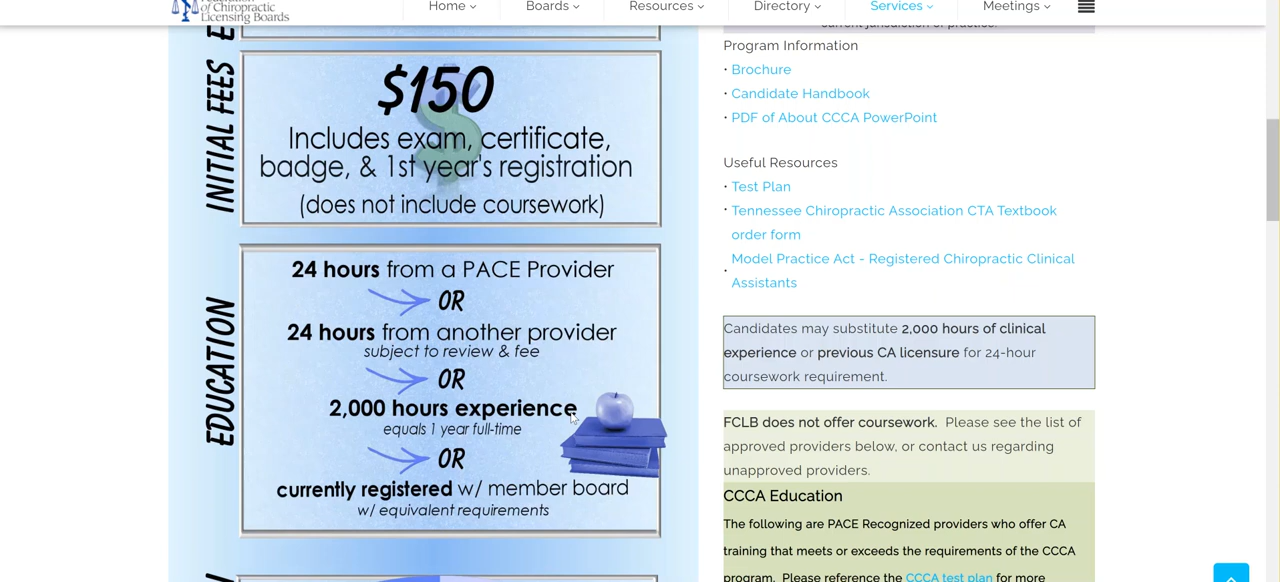 of Chiropractic
Licensing Boards
Home
Boards
Resources
Directory
Services
Meetings
INITIAL FEES
$150
Includes exam, certificate,
badge, & 1st year's registration
(does not include coursework)
EDUCATION
24 hours from a PACE Provider
OR
24 hours from another provider
subject to review & fee
OR
2,000 hours experience
equals 1 year full-time
OR
currently registered w/ member board
w/ equivalent requirements
current jurisdiction of practice.
Program Information
· Brochure
· Candidate Handbook
· PDF of About CCCA PowerPoint
Useful Resources
· Test Plan
· Tennessee Chiropractic Association CTA Textbook
order form
· Model Practice Act - Registered Chiropractic Clinical
Assistants
Candidates may substitute 2,000 hours of clinical
experience or previous CA licensure for 24-hour
coursework requirement.
FCLB does not offer coursework. Please see the list of
approved providers below, or contact us regarding
unapproved providers.
CCCA Education
The following are PACE Recognized providers who offer CA
training that meets or exceeds the requirements of the CCCA
program. Please reference the CCCA test plan for more